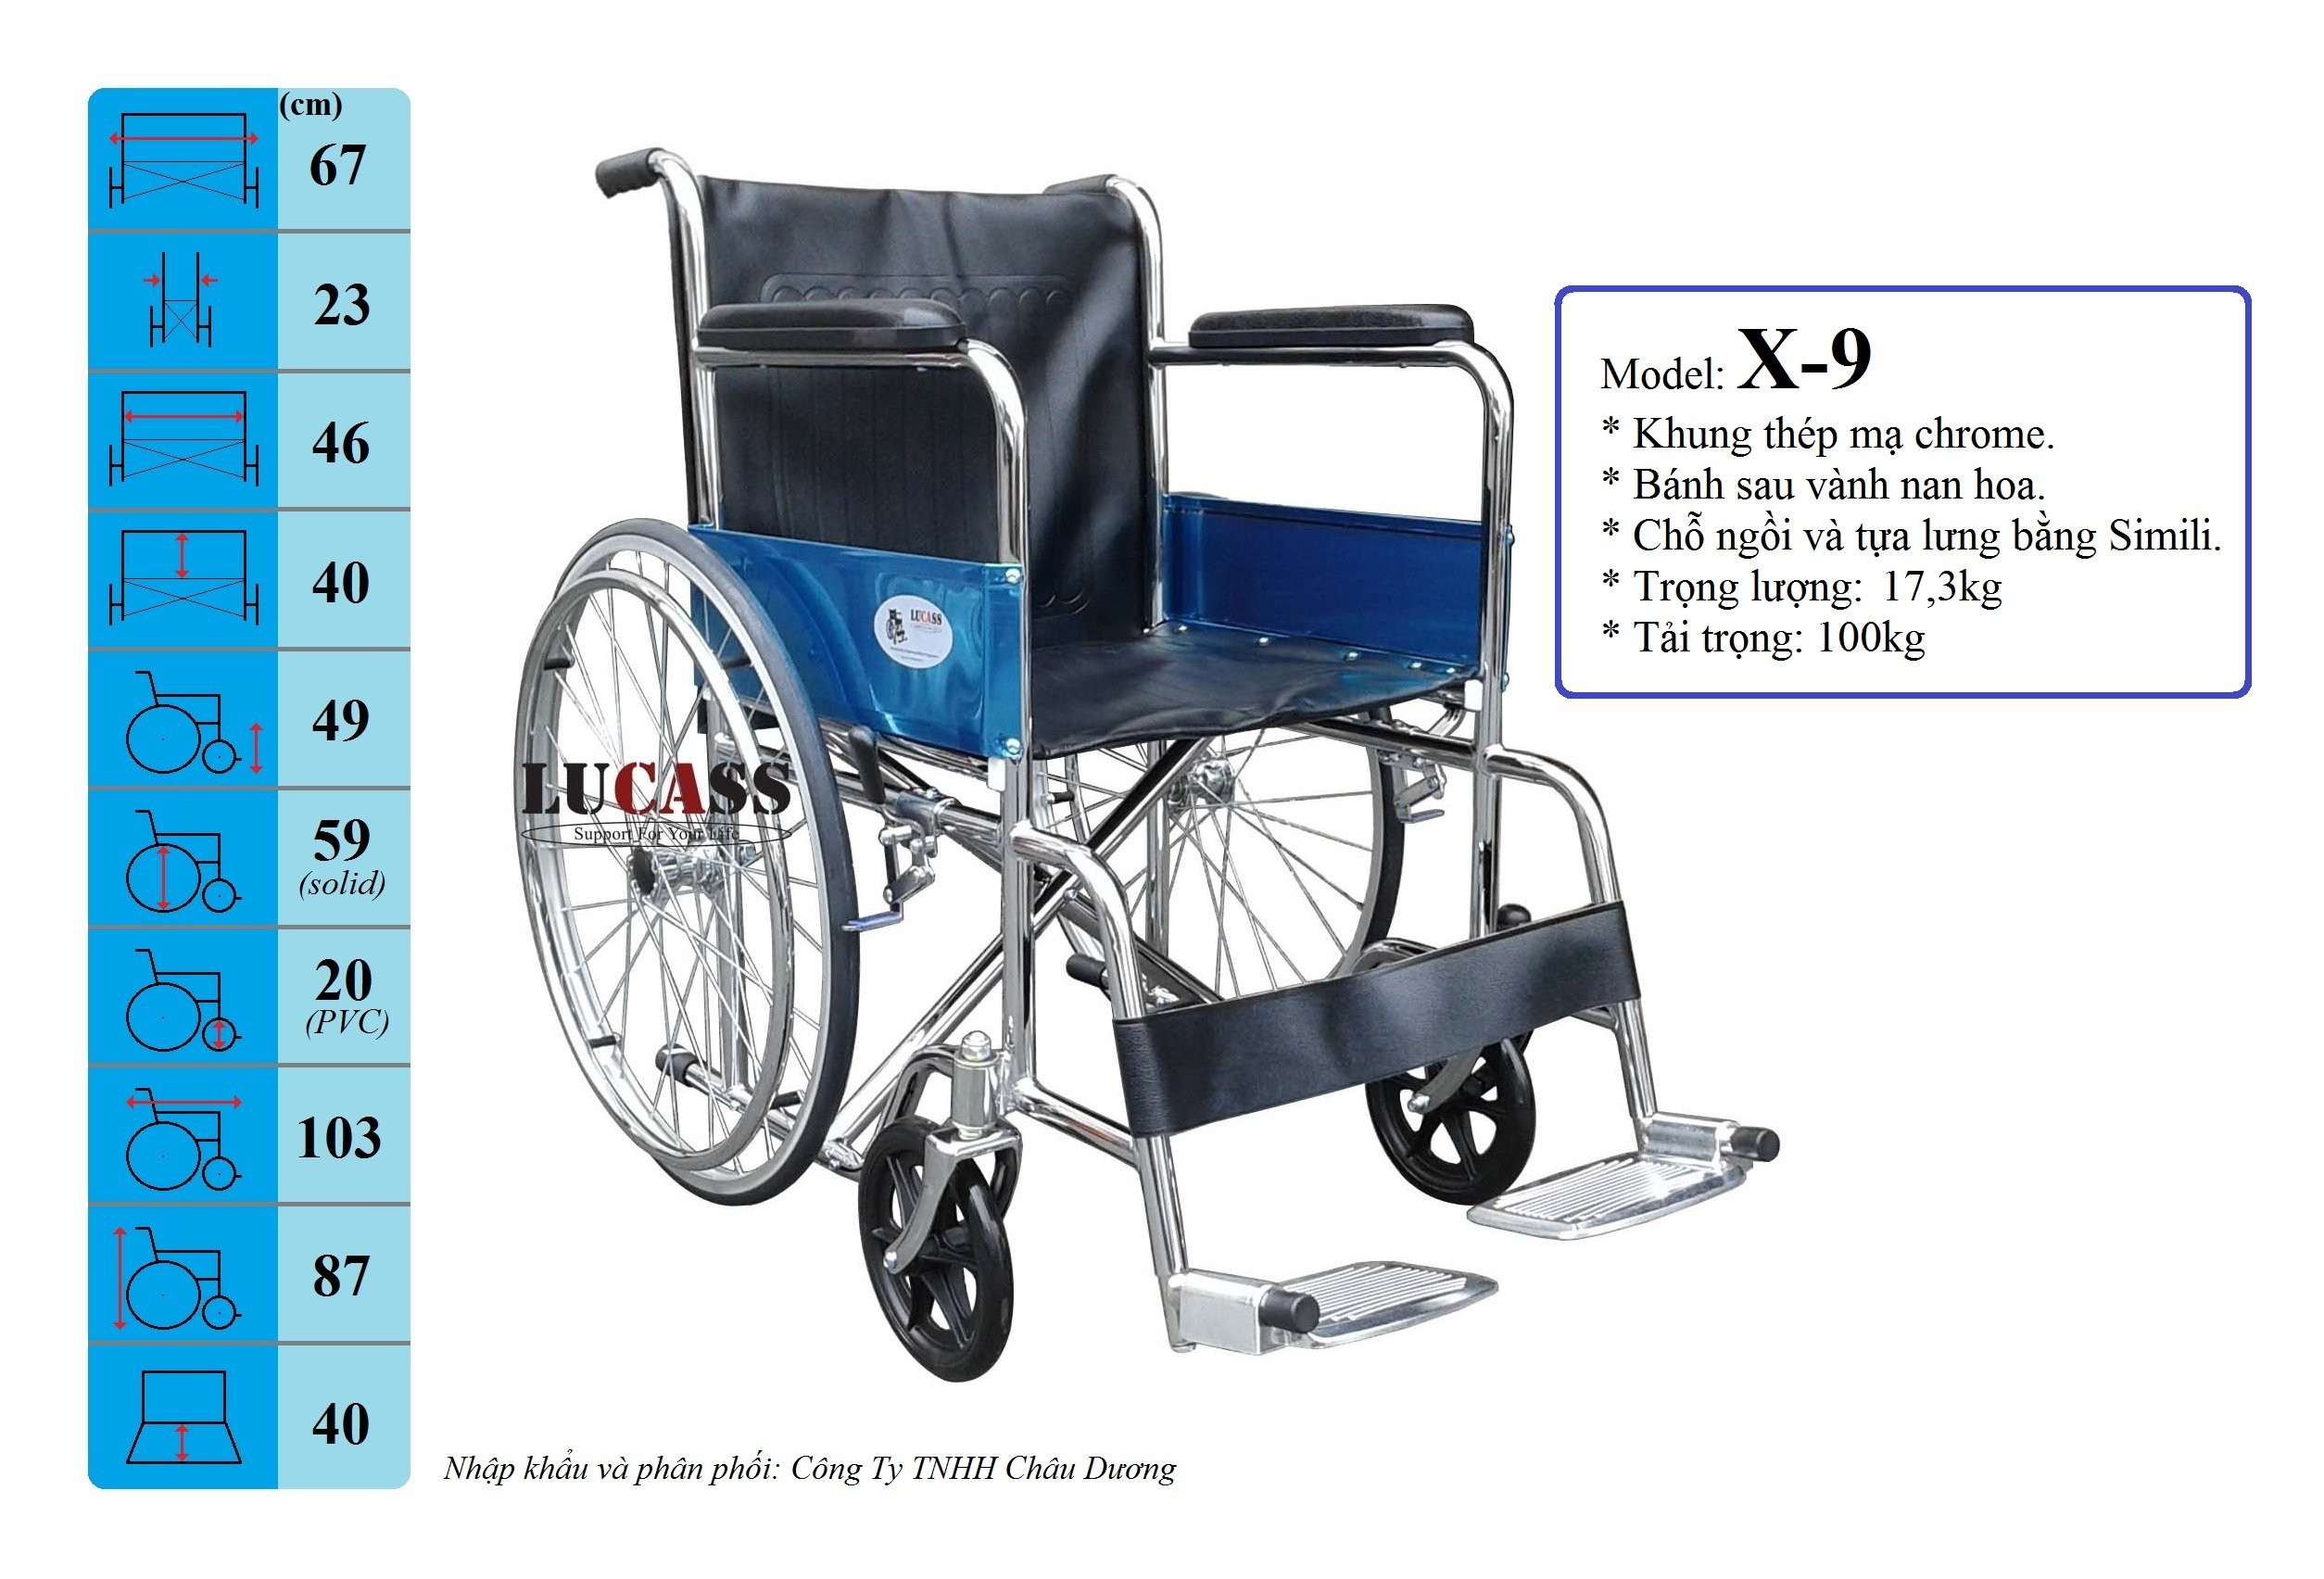 (cm)
67
23
46
40
49
59
(solid)
20
(PVC)
103
87
40
Model: X-9
* Khung thép mạ chrome.
* Bánh sau vành nan hoa.
* Chỗ ngồi và tựa lưng bằng Simili.
* Trọng lượng: 17,3kg
* Tải trọng: 100kg
LUCASS
LUCASS
Support For Your Life
Nhập khẩu và phân phối: Công Ty TNHH Châu Dương